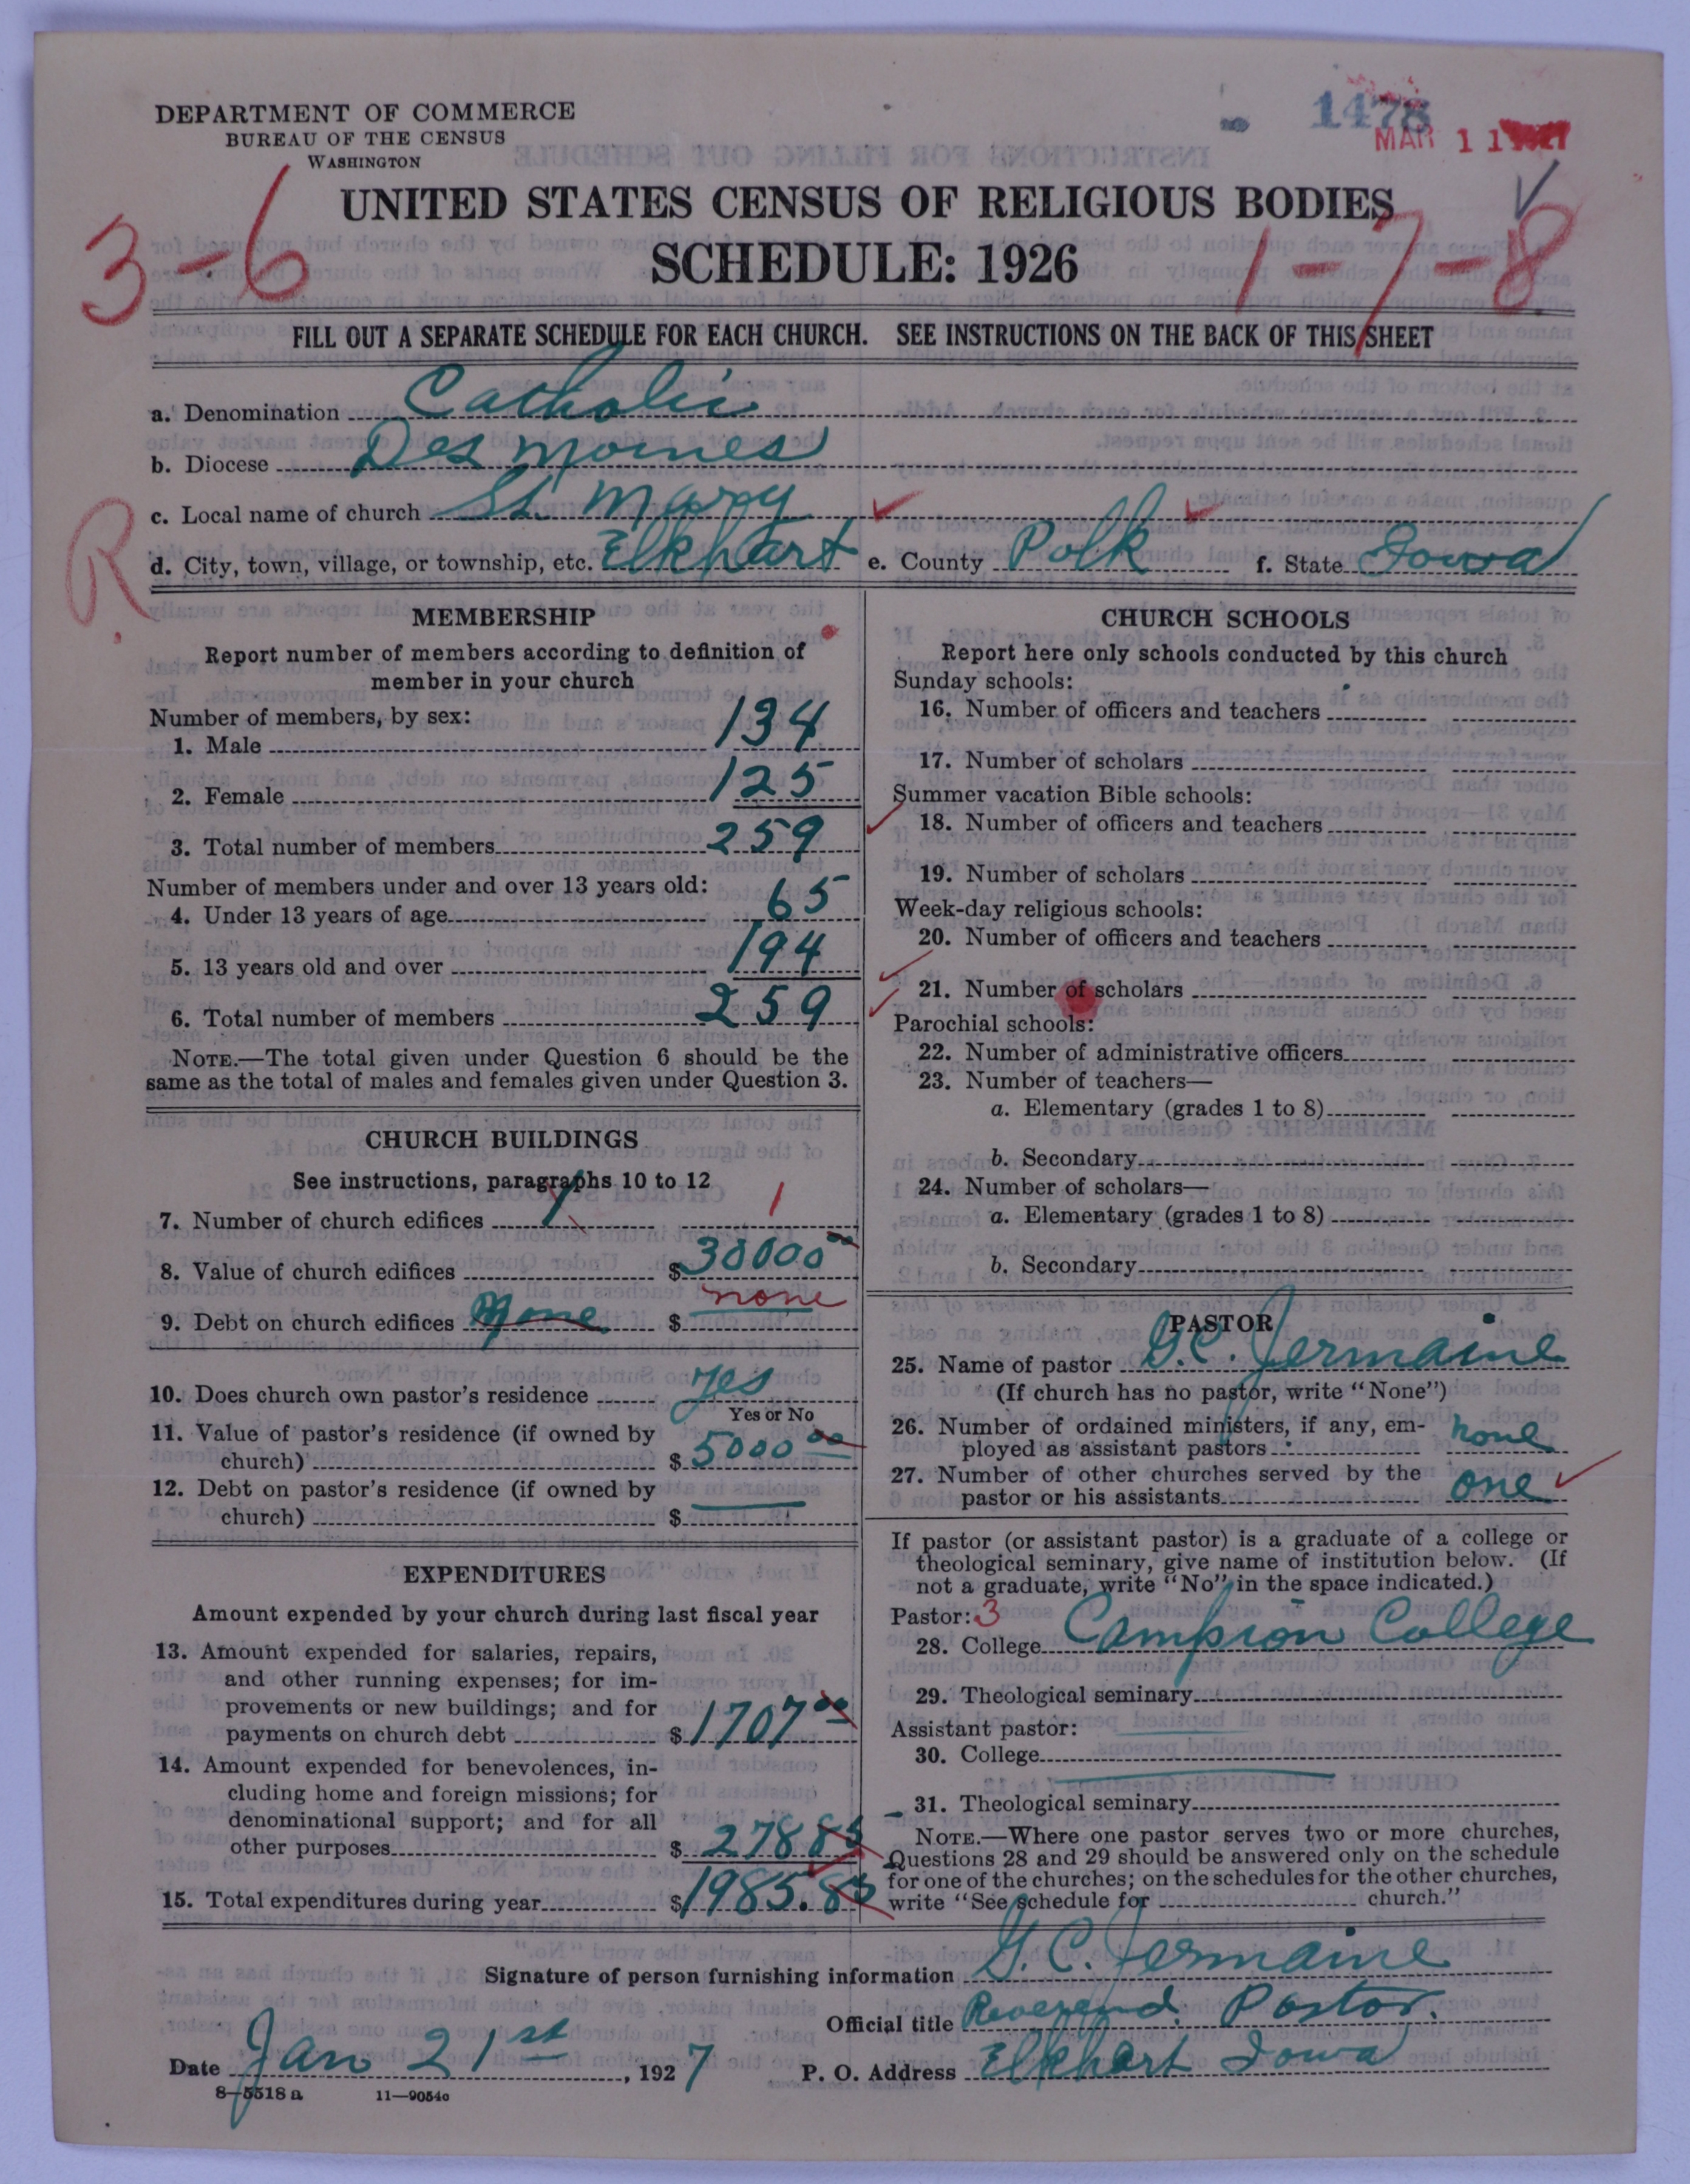 DEPARTMENT OF COMMERCE
BUREAU OF THE CENSUS
WASHINGTON
1478
MAR 11 1927
UNITED STATES CENSUS OF RELIGIOUS BODIES
SCHEDULE: 1926
3-6
1-7-8
FILL OUT A SEPARATE SCHEDULE FOR EACH CHURCH. SEE INSTRUCTIONS ON THE BACK OF THIS SHEET
a. Denomination Catholic
b. Diocese Des Moines
c. Local name of church St. Mary
R
d. City, town, village, or township, etc. Elkhart e. County Polk f. State Iowa
MEMBERSHIP
Report number of members according to definition of
member in your church
Number of members, by sex:
1. Male 134
2. Female 125
3. Total number of members 259
Number of members under and over 13 years old:
4. Under 13 years of age 65
5. 13 years old and over 194
6. Total number of members 259
NOTE.—The total given under Question 6 should be the
same as the total of males and females given under Question 3.
CHURCH BUILDINGS
See instructions, paragraphs 10 to 12
7. Number of church edifices 1 1
8. Value of church edifices $ 30000 00
9. Debt on church edifices None $ none
10. Does church own pastor's residence yes
Yes or No
11. Value of pastor's residence (if owned by
church) $ 5000 00
12. Debt on pastor's residence (if owned by
church) $
EXPENDITURES
Amount expended by your church during last fiscal year
13. Amount expended for salaries, repairs,
and other running expenses; for im-
provements or new buildings; and for
payments on church debt $ 1707 00
14. Amount expended for benevolences, in-
cluding home and foreign missions; for
denominational support; and for all
other purposes $ 278 85
15. Total expenditures during year $ 1985.85
CHURCH SCHOOLS
Report here only schools conducted by this church
Sunday schools:
16. Number of officers and teachers
17. Number of scholars
Summer vacation Bible schools:
18. Number of officers and teachers
19. Number of scholars
Week-day religious schools:
20. Number of officers and teachers
21. Number of scholars
Parochial schools:
22. Number of administrative officers
23. Number of teachers—
a. Elementary (grades 1 to 8)
b. Secondary
24. Number of scholars—
a. Elementary (grades 1 to 8)
b. Secondary
PASTOR
25. Name of pastor G. C. Jermaine
(If church has no pastor, write "None")
26. Number of ordained ministers, if any, em-
ployed as assistant pastors none
27. Number of other churches served by the
pastor or his assistants one
If pastor (or assistant pastor) is a graduate of a college or
theological seminary, give name of institution below. (If
not a graduate, write "No" in the space indicated.)
Pastor: 3
28. College Campion College
29. Theological seminary
Assistant pastor:
30. College
31. Theological seminary
NOTE.—Where one pastor serves two or more churches,
Questions 28 and 29 should be answered only on the schedule
for one of the churches; on the schedules for the other churches,
write "See schedule for church."
Signature of person furnishing information G. C. Jermaine
Official title Reverend Pastor.
Date Jan 21st, 1927 P. O. Address Elkhart Iowa
8—5518 a 11—9054c